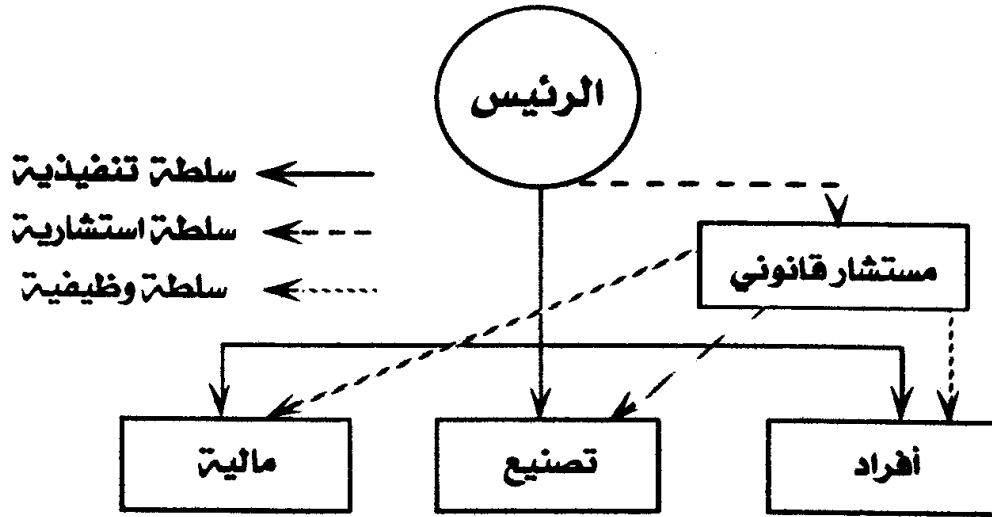 الرئيس
سلطة تنفيذية
سلطة استشارية
سلطة وظيفية
مستشار قانوني
أفراد
تصنيع
مالية